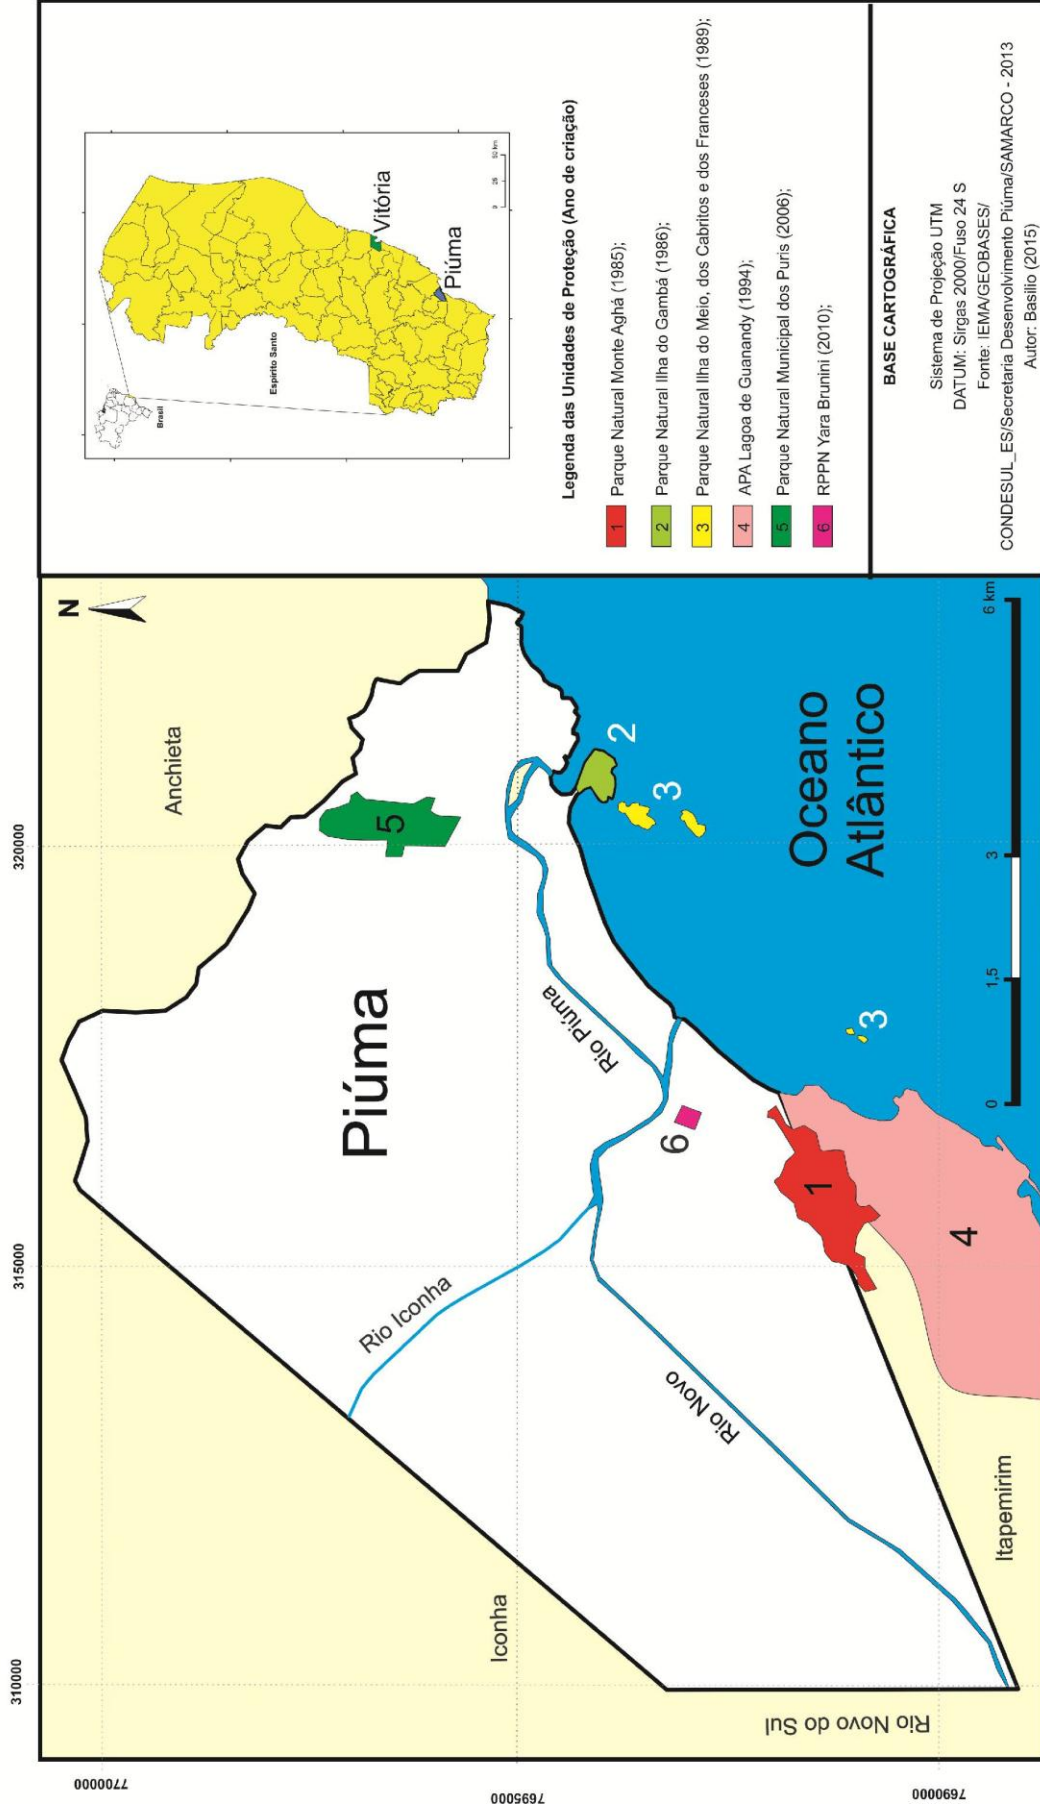 310000
315000
320000
7700000
7695000
7690000
N
Anchieta
Piúma
Iconha
Rio Iconha
Rio Piúma
Rio Novo
Rio Novo do Sul
Itapemirim
Oceano
Atlântico
5
2
3
3
6
1
4
0
1,5
3
6 km
Brasil
Espírito Santo
Vitória
Piúma
0
25
50 km
Legenda das Unidades de Proteção (Ano de criação)
1 Parque Natural Monte Aghá (1985);
2 Parque Natural Ilha do Gambá (1986);
3 Parque Natural Ilha do Meio, dos Cabritos e dos Franceses (1989);
4 APA Lagoa de Guanandy (1994);
5 Parque Natural Municipal dos Puris (2006);
6 RPPN Yara Brunini (2010);
BASE CARTOGRÁFICA
Sistema de Projeção UTM
DATUM: Sirgas 2000/Fuso 24 S
Fonte: IEMA/GEOBASES/
CONDESUL_ES/Secretaria Desenvolvimento Piúma/SAMARCO - 2013
Autor: Basilio (2015)